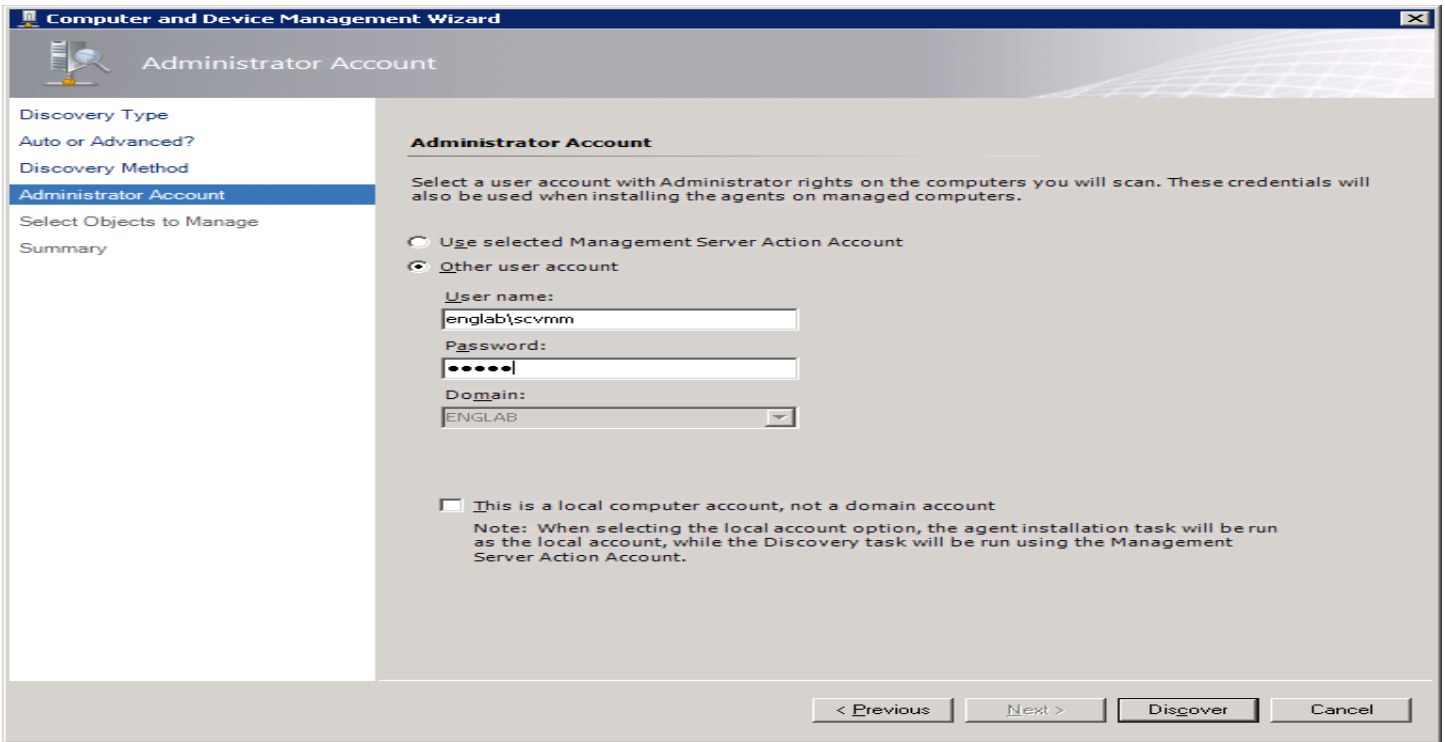 Computer and Device Management Wizard
Administrator Account
Discovery Type
Auto or Advanced?
Discovery Method
Administrator Account
Select Objects to Manage
Summary
Administrator Account
Select a user account with Administrator rights on the computers you will scan. These credentials will
also be used when installing the agents on managed computers.
Use selected Management Server Action Account
Other user account
User name:
englab\scvmm
Password:
●●●●●
Domain:
ENGLAB
This is a local computer account, not a domain account
Note: When selecting the local account option, the agent installation task will be run
as the local account, while the Discovery task will be run using the Management
Server Action Account.
< Previous
Next >
Discover
Cancel